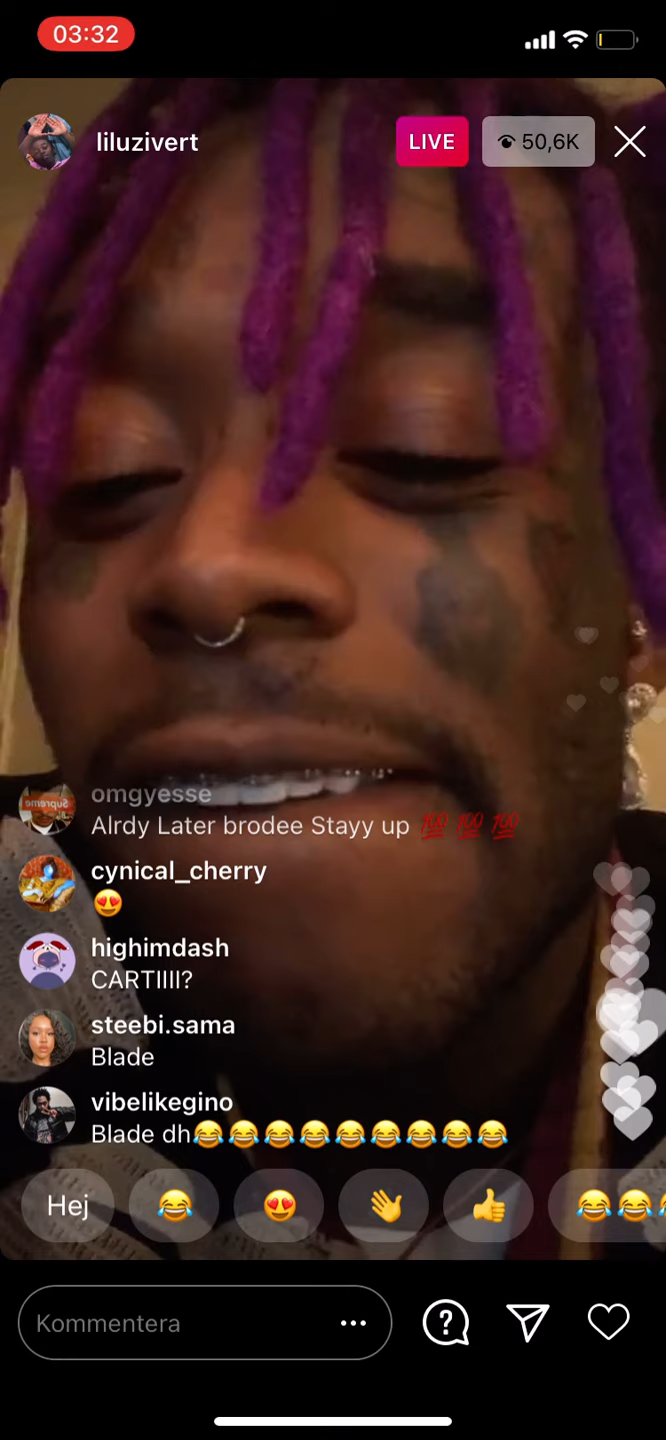 03:32
liluzivert
LIVE
50,6K
omgyesse
Alrdy Later brodee Stayy up 💯 💯 💯
Supreme
cynical_cherry
😍
highimdash
CARTIIII?
steebi.sama
Blade
vibelikegino
Blade dh😂😂😂😂😂😂😂😂😂
Hej
Kommentera